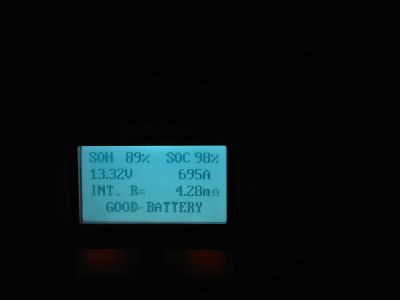 SOH 89% SOC 98%
13.32V 695A
INT. R= 4.28mΩ
GOOD BATTERY